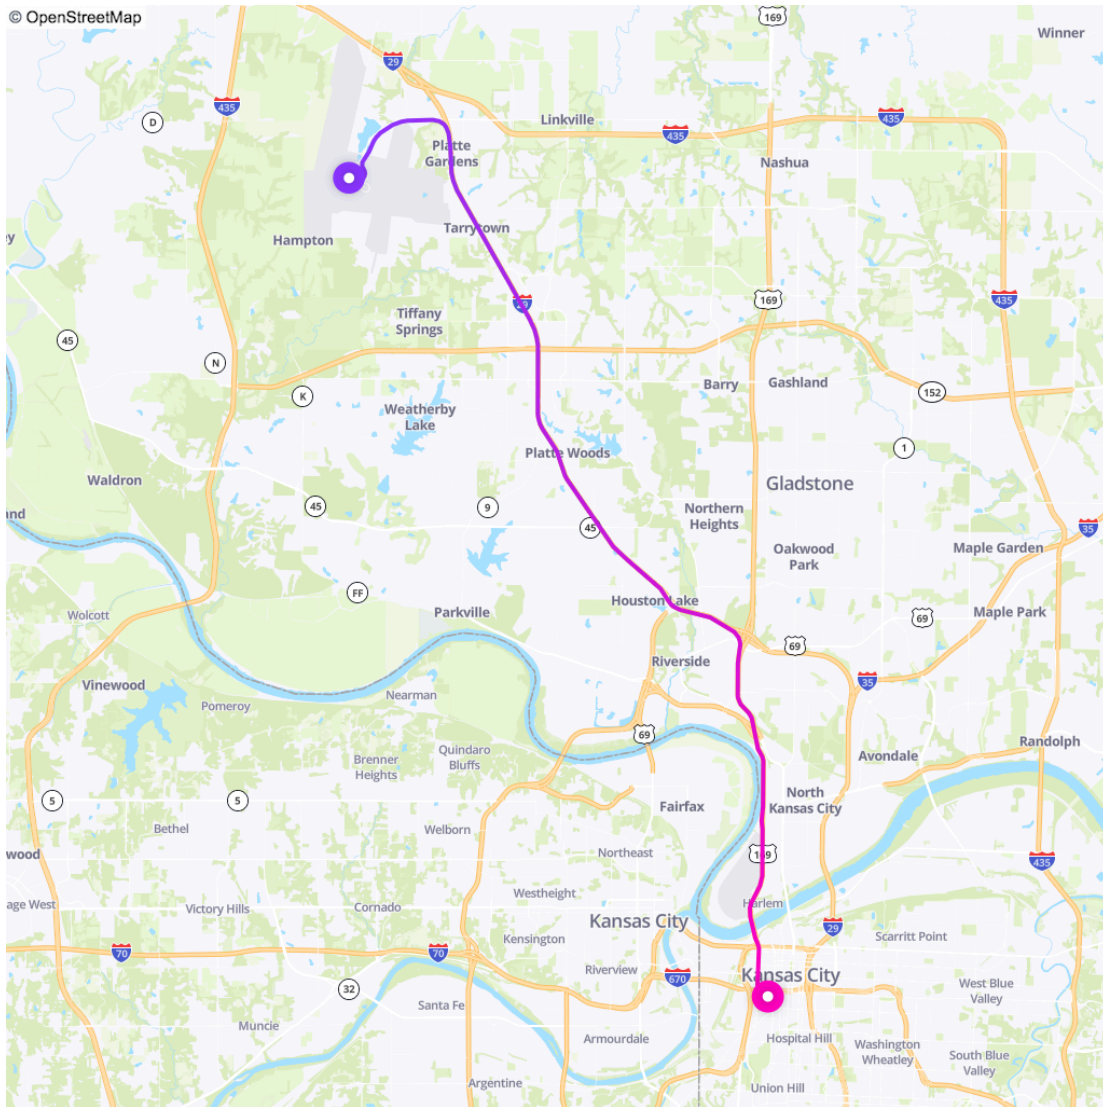 © OpenStreetMap
169
Winner
29
435
D
Linkville
435
435
Platte
Gardens
Nashua
Tarrytown
Hampton
169
435
Tiffany
Springs
45
N
K
Barry
Gashland
152
Weatherby
Lake
1
Platte Woods
Waldron
Gladstone
45
9
45
Northern
Heights
35
Oakwood
Park
Maple Garden
FF
Houston Lake
Wolcott
Parkville
69
Maple Park
69
Riverside
35
Vinewood
Nearman
Pomeroy
69
Randolph
Quindaro
Bluffs
Brenner
Heights
Avondale
5
5
North
Kansas City
Fairfax
Bethel
Welborn
Northeast
169
435
wood
Westheight
Harlem
age West
Victory Hills
Cornado
Kansas City
29
Kensington
Scarritt Point
70
70
Riverview
670
Kansas City
32
Santa Fe
West Blue
Valley
Muncie
Armourdale
Hospital Hill
Washington
Wheatley
South Blue
Valley
Argentine
Union Hill